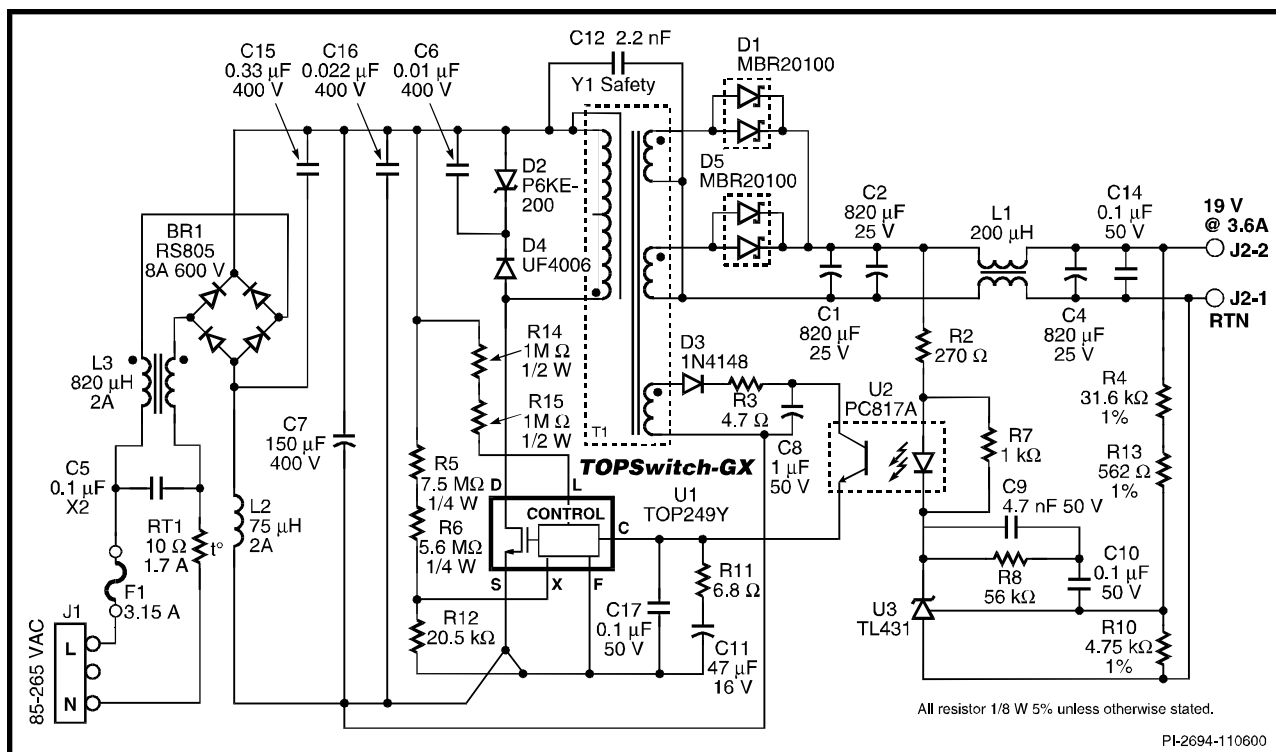 C12 2.2 nF
Y1 Safety
C15
0.33 µF
400 V
C16
0.022 µF
400 V
C6
0.01 µF
400 V
D1
MBR20100
D2
P6KE-
200
D5
MBR20100
BR1
RS805
8A 600 V
D4
UF4006
C2
820 µF
25 V
L1
200 µH
C14
0.1 µF
50 V
19 V
@ 3.6A
J2-2
J2-1
RTN
C1
820 µF
25 V
C4
820 µF
25 V
L3
820 µH
2A
R14
1M Ω
1/2 W
R15
1M Ω
1/2 W
D3
1N4148
R3
4.7 Ω
T1
R2
270 Ω
U2
PC817A
R4
31.6 kΩ
1%
R7
1 kΩ
R13
562 Ω
1%
C7
150 µF
400 V
C8
1 µF
50 V
TOPSwitch-GX
C5
0.1 µF
X2
R5
7.5 MΩ
1/4 W
R6
5.6 MΩ
1/4 W
D
L
CONTROL
C
S
X
F
U1
TOP249Y
C9
4.7 nF 50 V
RT1
10 Ω
1.7 A
t°
L2
75 µH
2A
R11
6.8 Ω
R8
56 kΩ
C10
0.1 µF
50 V
F1
3.15 A
R12
20.5 kΩ
C17
0.1 µF
50 V
C11
47 µF
16 V
U3
TL431
R10
4.75 kΩ
1%
J1
L
N
85-265 VAC
All resistor 1/8 W 5% unless otherwise stated.
PI-2694-110600